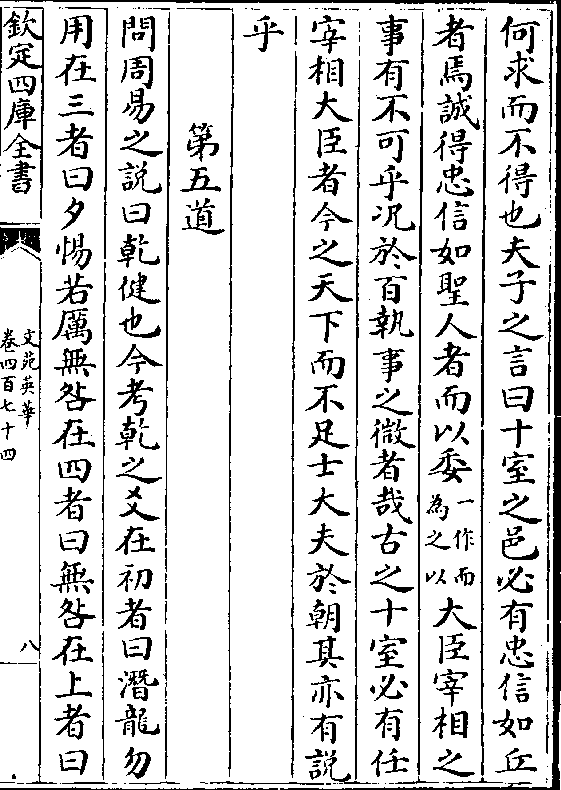 何求而不得也夫子之言曰十室之邑必有忠信如丘
者焉誠得忠信如聖人者而以委一作而為之以大臣宰相之
事有不可乎况於百執事之微者哉古之十室必有任
宰相大臣者今之天下而不足士大夫於朝其亦有説
乎
第五道
問周易之説曰乾健也今考乾之爻在初者曰潛龍勿
用在三者曰夕惕若厲無咎在四者曰無咎在上者曰
欽定四庫全書
文苑英華
卷四百七十四
八